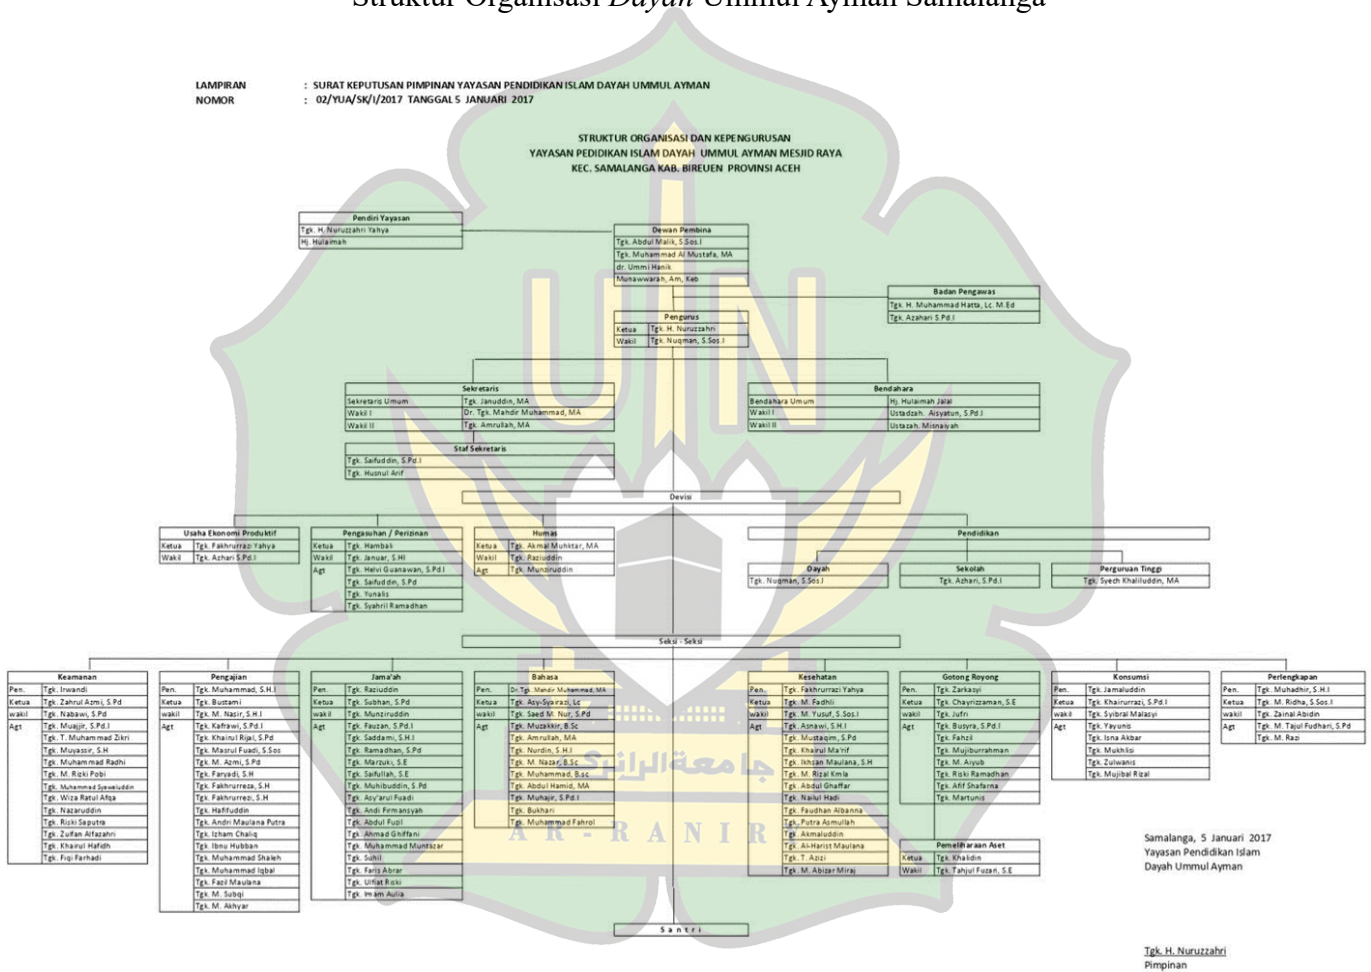 Struktur Organisasi Dayah Ummul Ayman Samalanga
LAMPIRAN : SURAT KEPUTUSAN PIMPINAN YAYASAN PENDIDIKAN ISLAM DAYAH UMMUL AYMAN
NOMOR : 02/YUA/SK/I/2017 TANGGAL 5 JANUARI 2017
STRUKTUR ORGANISASI DAN KEPENGURUSAN
YAYASAN PEDIDIKAN ISLAM DAYAH UMMUL AYMAN MESJID RAYA
KEC. SAMALANGA KAB. BIREUEN PROVINSI ACEH
Pendiri Yayasan
Tgk. H. Nuruzzahri Yahya
Hj. Hulaimah
Dewan Pembina
Tgk. Abdul Malik, S.Sos.I
Tgk. Muhammad Al Mustafa, MA
dr. Ummi Hanik
Munawwarah, Am, Keb
Badan Pengawas
Tgk. H. Muhammad Hatta, Lc. M.Ed
Tgk. Azahari S.Pd.I
Pengurus
Ketua Tgk. H. Nuruzzahri
Wakil Tgk. Nuqman, S.Sos.I
Sekretaris
Sekretaris Umum Tgk. Januddin, MA
Wakil I Dr. Tgk. Mahdir Muhammad, MA
Wakil II Tgk. Amrullah, MA
Bendahara
Bendahara Umum Hj. Hulaimah Jalal
Wakil I Ustadzah. Aisyatun, S.Pd.I
Wakil II Ustazah. Misnaiyah
Staf Sekretaris
Tgk. Saifuddin, S.Pd.I
Tgk. Husnul Arif
Devisi
Usaha Ekonomi Produktif
Ketua Tgk. Fakhrurrazi Yahya
Wakil Tgk. Azhari S.Pd.I
Pengasuhan / Perizinan
Ketua Tgk. Hambali
Wakil Tgk. Januar, S.HI
Agt Tgk. Helvi Guanawan, S.Pd.I
Tgk. Saifuddin, S.Pd
Tgk. Yunalis
Tgk. Syahril Ramadhan
Humas
Ketua Tgk. Akmal Muhktar, MA
Wakil Tgk. Raziuddin
Agt Tgk. Munziruddin
Pendidikan
Dayah
Tgk. Nuqman, S.Sos.I
Sekolah
Tgk. Azhari, S.Pd.I
Perguruan Tinggi
Tgk. Syech Khaliluddin, MA
Seksi - Seksi
Keamanan
Pen. Tgk. Irwandi
Ketua Tgk. Zahrul Azmi, S.Pd
wakil Tgk. Nabawi, S.Pd
Agt Tgk. Muajjir, S.Pd.I
Tgk. T. Muhammad Zikri
Tgk. Muyassir, S.H
Tgk. Muhammad Radhi
Tgk. M. Rizki Pobi
Tgk. Muhammad Syawaluddin
Tgk. Wiza Ratul Afqa
Tgk. Nazaruddin
Tgk. Riski Saputra
Tgk. Zulfan Alfazahri
Tgk. Khairul Hafidh
Tgk. Fiqi Farhadi
Pengajian
Pen. Tgk. Muhammad, S.H.I
Ketua Tgk. Bustami
wakil Tgk. M. Nasir, S.H.I
Agt Tgk. Kafrawi, S.Pd.I
Tgk. Khairul Rijal, S.Pd
Tgk. Masrul Fuadi, S.Sos
Tgk. M. Azmi, S.Pd
Tgk. Faryadi, S.H
Tgk. Fakhrurreza, S.H
Tgk. Fakhrurrezi, S.H
Tgk. Hafifuddin
Tgk. Andri Maulana Putra
Tgk. Izham Chaliq
Tgk. Ibnu Hubban
Tgk. Muhammad Shaleh
Tgk. Muhammad Iqbal
Tgk. Fazil Maulana
Tgk. M. Subqi
Tgk. M. Akhyar
Jama'ah
Pen. Tgk. Raziuddin
Ketua Tgk. Subhan, S.Pd
wakil Tgk. Munziruddin
Agt Tgk. Fauzan, S.Pd.I
Tgk. Saddami, S.H.I
Tgk. Ramadhan, S.Pd
Tgk. Marzuki, S.E
Tgk. Saifullah, S.E
Tgk. Muhibuddin, S.Pd
Tgk. Asy'arul Fuadi
Tgk. Andi Firmansyah
Tgk. Abdul Fuzil
Tgk. Ahmad Ghiffani
Tgk. Muhammad Muntazar
Tgk. Suhil
Tgk. Faris Abrar
Tgk. Ulfiat Riski
Tgk. Imam Aulia
Bahasa
Pen. Dr. Tgk. Mahdir Muhammad, MA
Ketua Tgk. Asy-Syairazi, Lc
wakil Tgk. Saed M. Nur, S.Pd
Agt Tgk. Muzakkir, B.Sc
Tgk. Amrullah, MA
Tgk. Nurdin, S.H.I
Tgk. M. Nazar, B.Sc
Tgk. Muhammad, B.sc
Tgk. Abdul Hamid, MA
Tgk. Muhajir, S.Pd.I
Tgk. Bukhari
Tgk. Muhammad Fahrol
Kesehatan
Pen. Tgk. Fakhrurrazi Yahya
Ketua Tgk. M. Fadhli
wakil Tgk. M. Yusuf, S.Sos.I
Agt Tgk. Asnawi, S.H.I
Tgk. Mustaqim, S.Pd
Tgk. Khairul Ma'rif
Tgk. Ikhsan Maulana, S.H
Tgk. M. Rizal Kmla
Tgk. Abdul Ghaffar
Tgk. Nailul Hadi
Tgk. Faudhan Albanna
Tgk. Putra Asmullah
Tgk. Akmaluddin
Tgk. Al-Harist Maulana
Tgk. T. Azizi
Tgk. M. Abizar Miraj
Gotong Royong
Pen. Tgk. Zarkasyi
Ketua Tgk. Chayrizzaman, S.E
wakil Tgk. Jufri
Agt Tgk. Busyra, S.Pd.I
Tgk. Fahzil
Tgk. Mujiburrahman
Tgk. M. Aiyub
Tgk. Riski Ramadhan
Tgk. Afif Shafarna
Tgk. Martunis
Pemeliharaan Aset
Ketua Tgk. Khalidin
Wakil Tgk. Tahjul Fuzari, S.E
Konsumsi
Pen. Tgk. Jamaluddin
Ketua Tgk. Khairurrazi, S.Pd.I
wakil Tgk. Syibral Malasyi
Agt Tgk. Yayunis
Tgk. Isna Akbar
Tgk. Mukhlisi
Tgk. Zulwanis
Tgk. Mujibal Rizal
Perlengkapan
Pen. Tgk. Muhadhir, S.H.I
Ketua Tgk. M. Ridha, S.Sos.I
wakil Tgk. Zainal Abidin
Agt Tgk. M. Tajul Fudhari, S.Pd
Tgk. M. Razi
Santri
UIN
جامعة الرانري
AR-RANIRY
Samalanga, 5 Januari 2017
Yayasan Pendidikan Islam
Dayah Ummul Ayman
Tgk. H. Nuruzzahri
Pimpinan